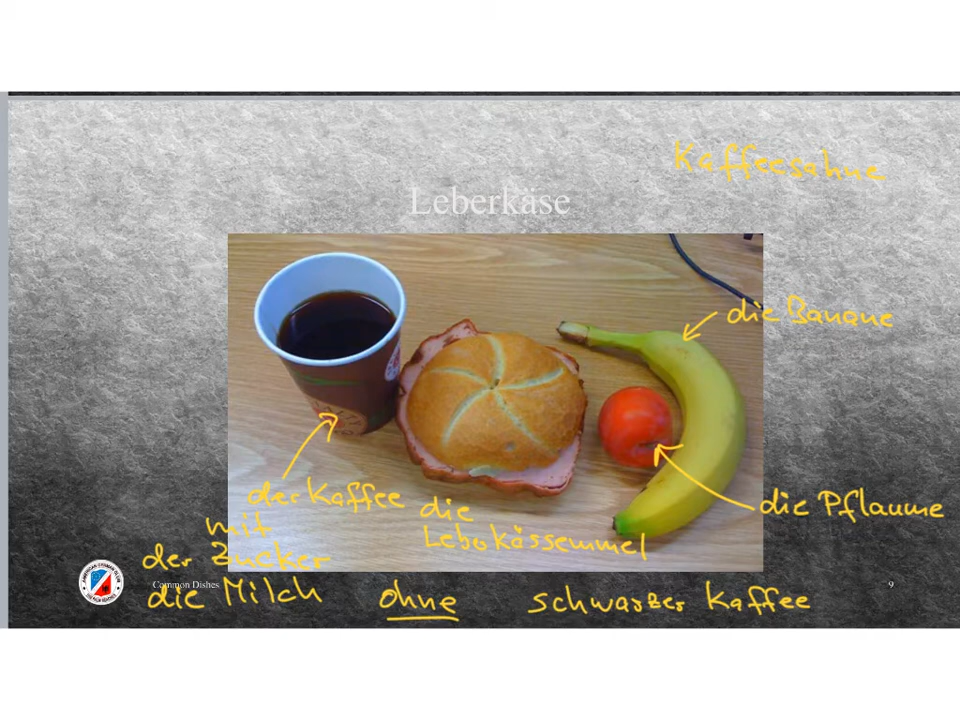 Kaffeesahne
Leberkäse
die Banane
der Kaffee
die
Lebekässemmel
die Pflaume
mit
der Zucker
die Milch
ohne
schwarzer Kaffee
Common Dishes
9